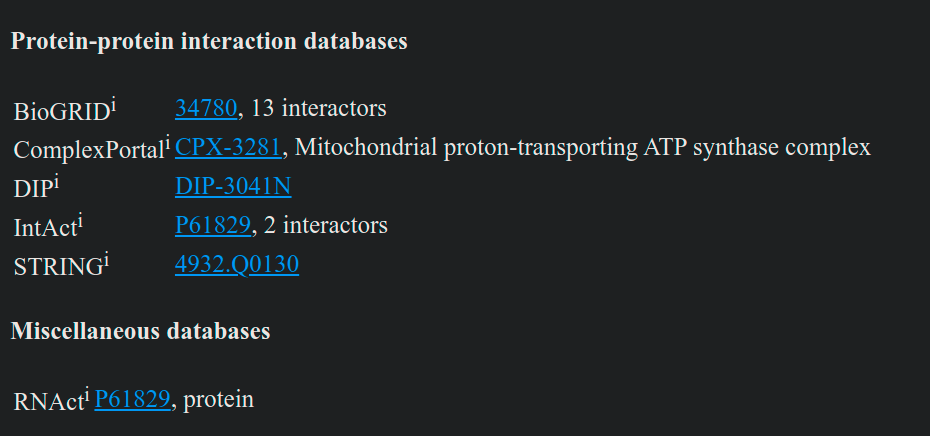 Protein-protein interaction databases
BioGRIDⁱ 34780, 13 interactors
ComplexPortalⁱ CPX-3281, Mitochondrial proton-transporting ATP synthase complex
DIPⁱ DIP-3041N
IntActⁱ P61829, 2 interactors
STRINGⁱ 4932.Q0130
Miscellaneous databases
RNActⁱ P61829, protein